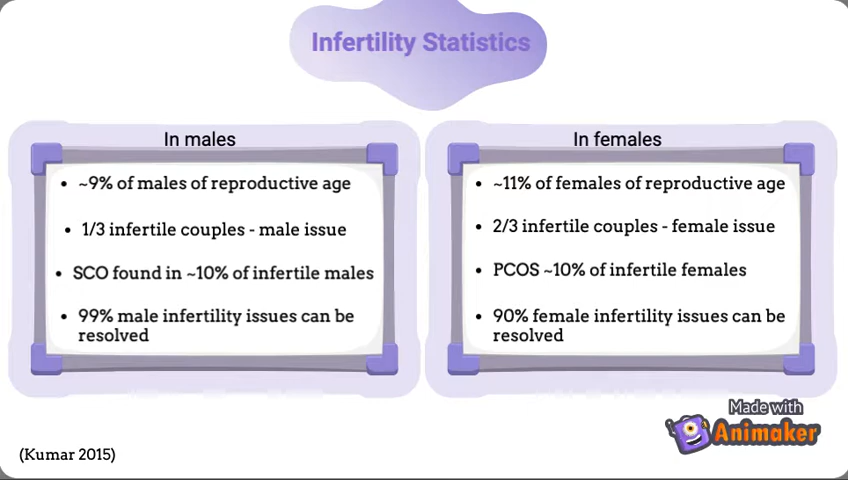 Infertility Statistics
In males
• ~9% of males of reproductive age
• 1/3 infertile couples - male issue
• SCO found in ~10% of infertile males
• 99% male infertility issues can be
resolved
In females
• ~11% of females of reproductive age
• 2/3 infertile couples - female issue
• PCOS ~10% of infertile females
• 90% female infertility issues can be
resolved
Made with
Animaker
(Kumar 2015)